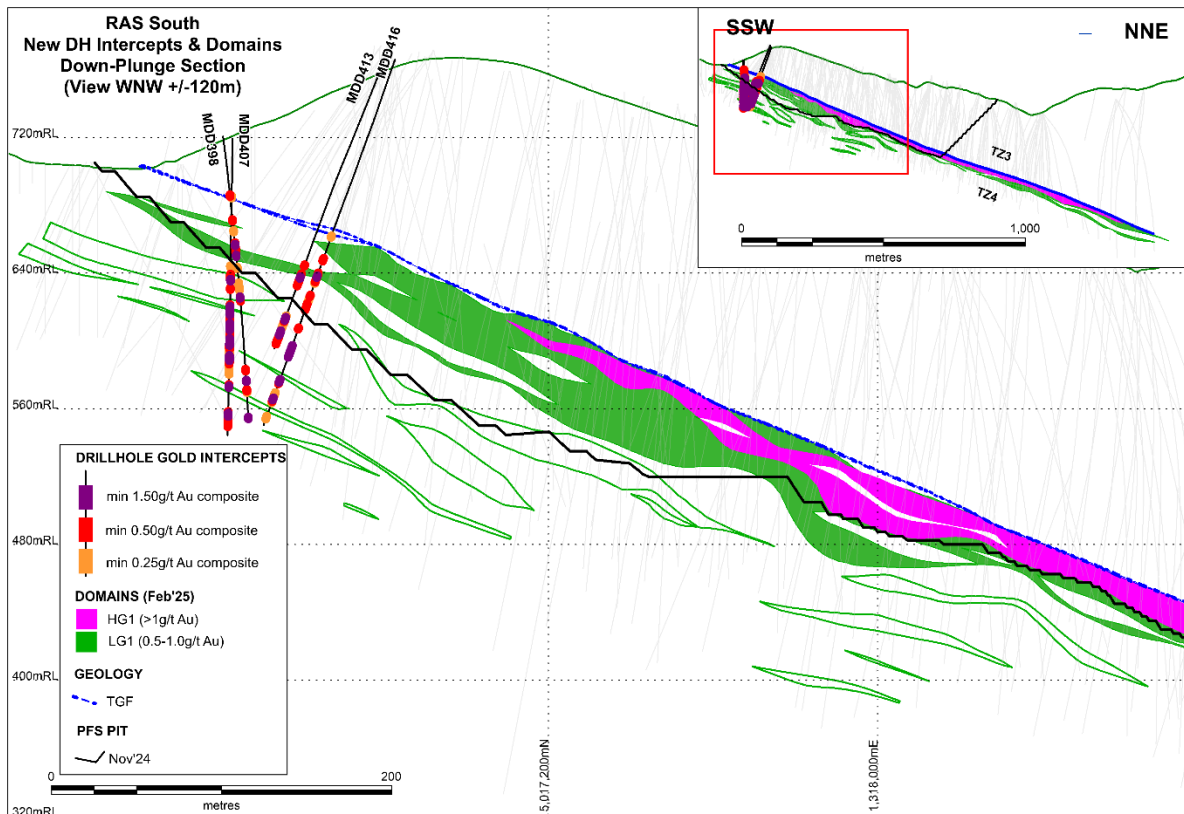 RAS South
New DH Intercepts & Domains
Down-Plunge Section
(View WNW +/-120m)
MDD413
MDD416
MDD398
MDD407
SSW
NNE
TZ3
TZ4
0
1,000
metres
720mRL
640mRL
560mRL
480mRL
400mRL
320mRL
DRILLHOLE GOLD INTERCEPTS
min 1.50g/t Au composite
min 0.50g/t Au composite
min 0.25g/t Au composite
DOMAINS (Feb'25)
HG1 (>1g/t Au)
LG1 (0.5-1.0g/t Au)
GEOLOGY
TGF
PFS PIT
Nov'24
0
200
metres
5,017,200mN
1,318,000mE